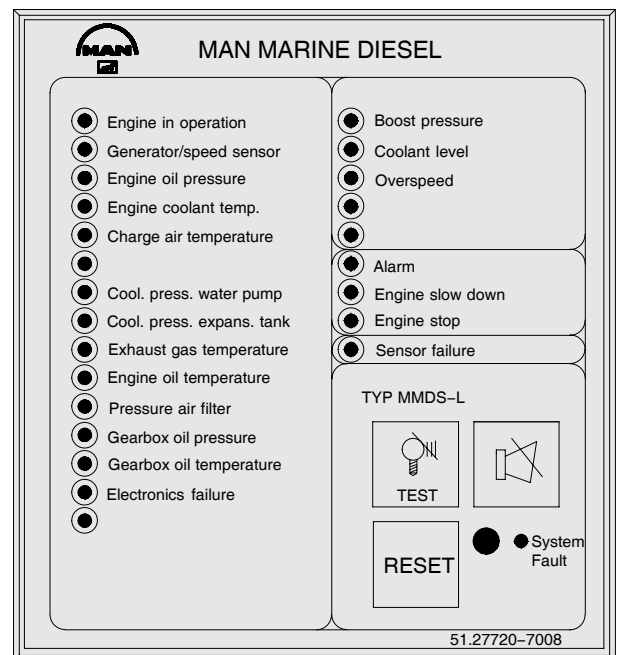 MAN
MAN MARINE DIESEL
Engine in operation
Generator/speed sensor
Engine oil pressure
Engine coolant temp.
Charge air temperature
Cool. press. water pump
Cool. press. expans. tank
Exhaust gas temperature
Engine oil temperature
Pressure air filter
Gearbox oil pressure
Gearbox oil temperature
Electronics failure
Boost pressure
Coolant level
Overspeed
Alarm
Engine slow down
Engine stop
Sensor failure
TYP MMDS–L
TEST
RESET
System
Fault
51.27720–7008